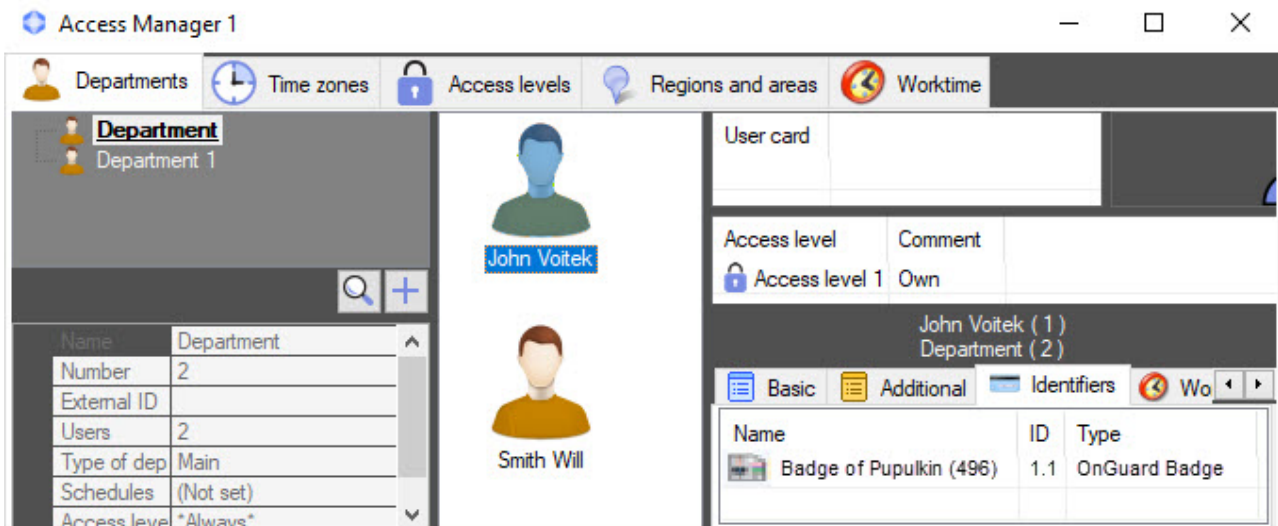 Access Manager 1
Departments Time zones Access levels Regions and areas Worktime
Department
Department 1
Name Department
Number 2
External ID
Users 2
Type of dep Main
Schedules (Not set)
Access leve *Always*
John Voitek
Smith Will
User card
Access level Comment
Access level 1 Own
John Voitek ( 1 )
Department ( 2 )
Basic Additional Identifiers Wo
Name ID Type
Badge of Pupulkin (496) 1.1 OnGuard Badge